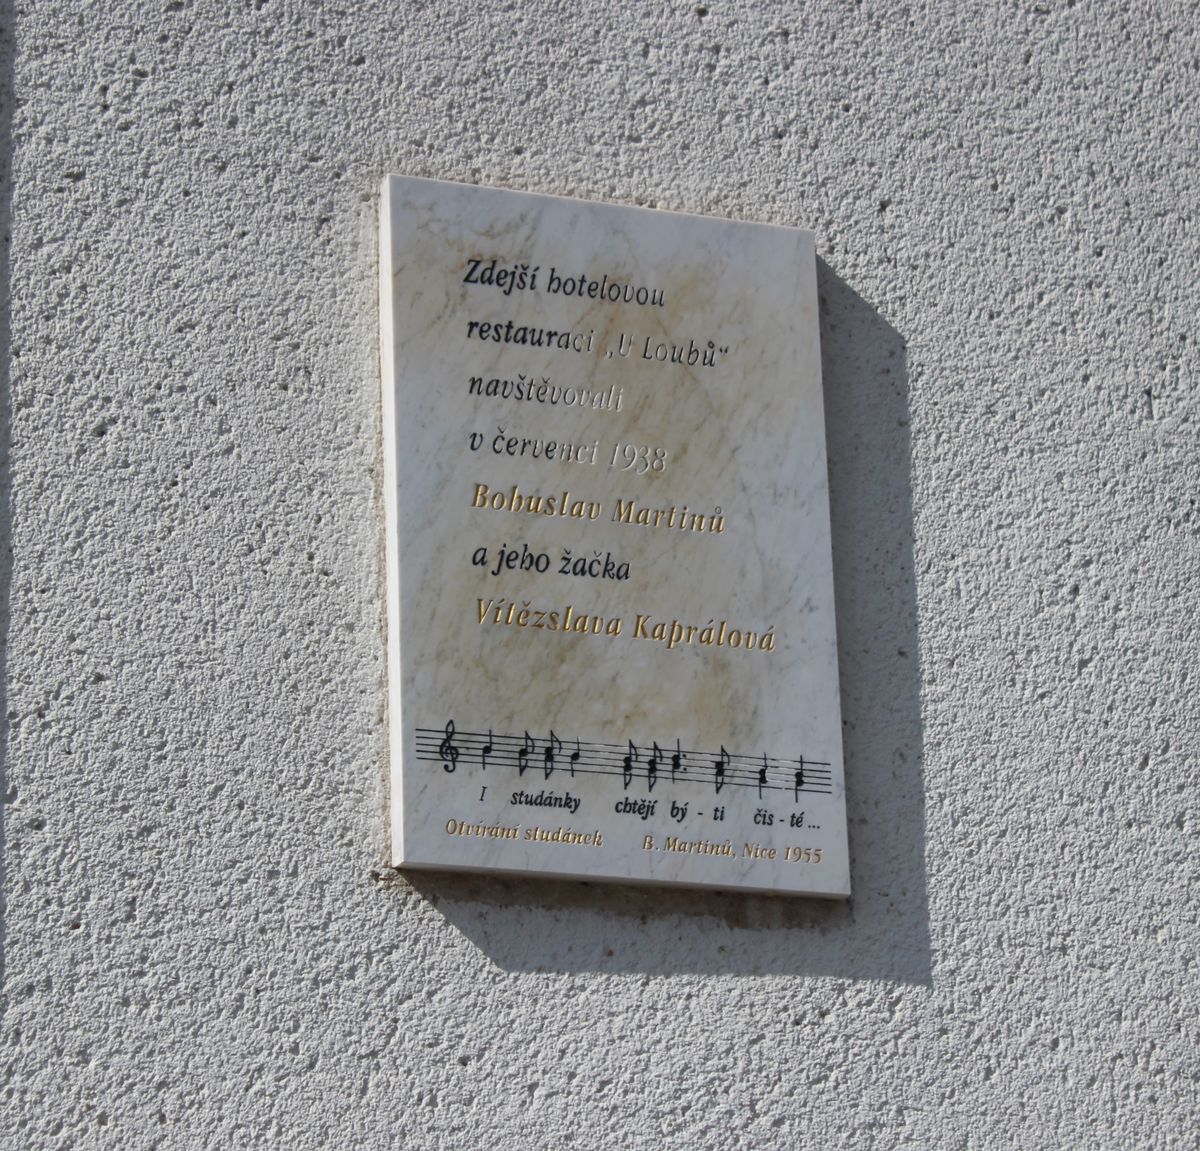 Zdejší hotelovou
restauraci „U Loubů“
navštěvovali
v červenci 1938
Bohuslav Martinů
a jeho žačka
Vítězslava Kaprálová
I studánky chtějí bý - ti čis - té ...
Otvírání studánek B. Martinů, Nice 1955